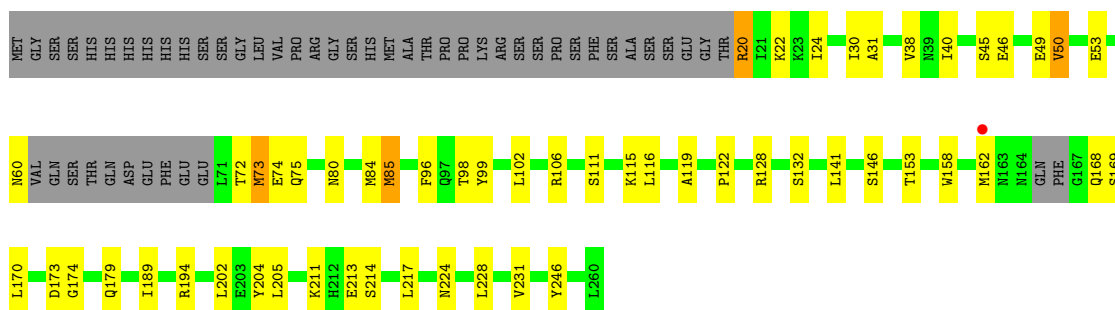 MET GLY SER SER HIS HIS HIS HIS HIS HIS SER SER GLY LEU VAL PRO ARG GLY SER HIS MET ALA THR PRO PRO LYS ARG SER SER PRO SER PHE SER ALA SER SER GLU GLY THR R20 I21 K22 K23 I24 I30 A31 V38 N39 I40 S45 E46 E49 V50 E53
N60 VAL GLN SER THR GLN ASP GLU PHE GLU GLU L71 T72 M73 E74 Q75 N80 M84 M85 F96 Q97 T98 Y99 L102 R106 S111 K115 L116 A119 P122 R128 S132 L141 S146 T153 W158 M162 N163 N164 GLN PHE G167 Q168 S169
L170 D173 G174 Q179 I189 R194 L202 E203 Y204 L205 K211 H212 E213 S214 L217 N224 L228 V231 Y246 L260